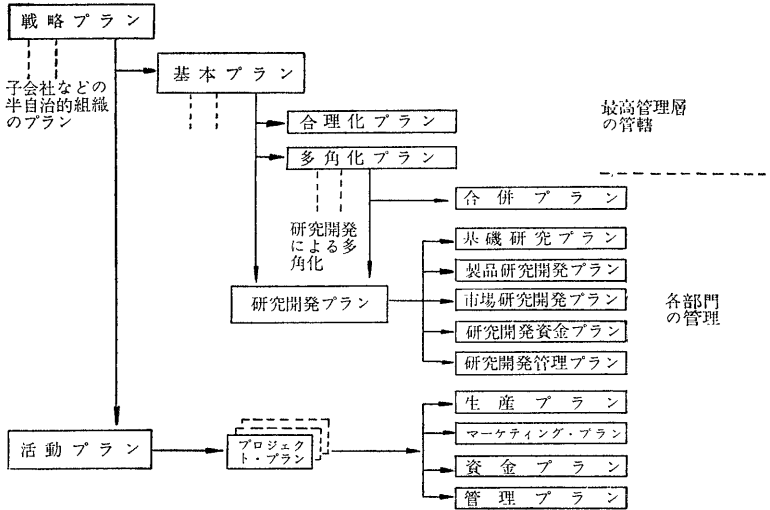 戦略プラン
子会社などの
半自治的組織
のプラン
基本プラン
合理化プラン
多角化プラン
最高管理層
の管轄
合併プラン
研究開発
による多
角化
基礎研究プラン
製品研究開発プラン
研究開発プラン
市場研究開発プラン
研究開発資金プラン
研究開発管理プラン
各部門
の管理
生産プラン
活動プラン
プロジェク
ト・プラン
マーケティング・プラン
資金プラン
管理プラン